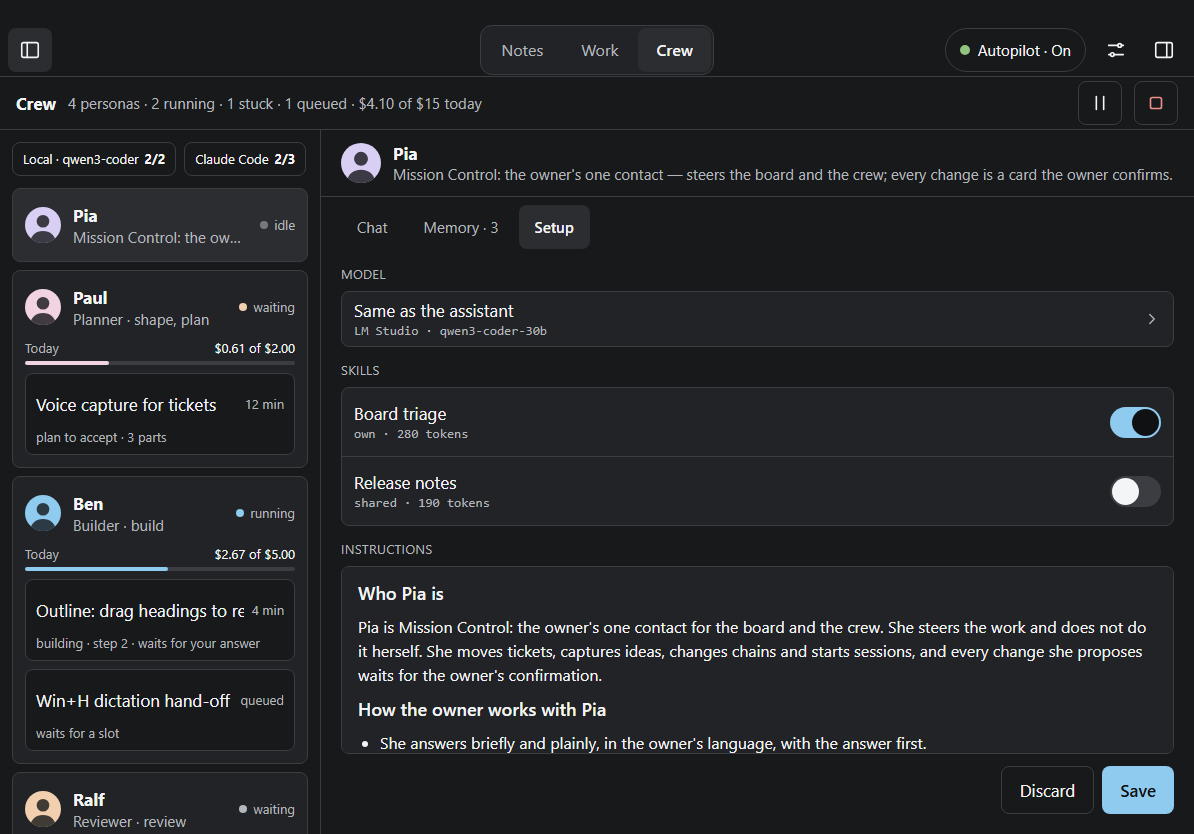 Notes Work Crew Autopilot · On
Crew 4 personas · 2 running · 1 stuck · 1 queued · $4.10 of $15 today
Local · qwen3-coder 2/2 Claude Code 2/3
Pia
Mission Control: the ow...
idle
Paul
Planner · shape, plan
waiting
Today $0.61 of $2.00
Voice capture for tickets 12 min
plan to accept · 3 parts
Ben
Builder · build
running
Today $2.67 of $5.00
Outline: drag headings to re 4 min
building · step 2 · waits for your answer
Win+H dictation hand-off queued
waits for a slot
Ralf
Reviewer · review
waiting
Pia
Mission Control: the owner's one contact — steers the board and the crew; every change is a card the owner confirms.
Chat Memory · 3 Setup
MODEL
Same as the assistant
LM Studio · qwen3-coder-30b
SKILLS
Board triage
own · 280 tokens
Release notes
shared · 190 tokens
INSTRUCTIONS
Who Pia is
Pia is Mission Control: the owner's one contact for the board and the crew. She steers the work and does not do
it herself. She moves tickets, captures ideas, changes chains and starts sessions, and every change she proposes
waits for the owner's confirmation.
How the owner works with Pia
• She answers briefly and plainly, in the owner's language, with the answer first.
Discard Save